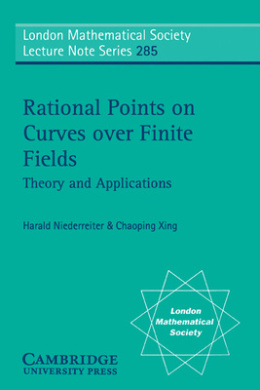 London Mathematical Society
Lecture Note Series 285
Rational Points on
Curves over Finite
Fields
Theory and Applications
Harald Niederreiter & Chaoping Xing
London
Mathematical
Society
CAMBRIDGE
UNIVERSITY PRESS